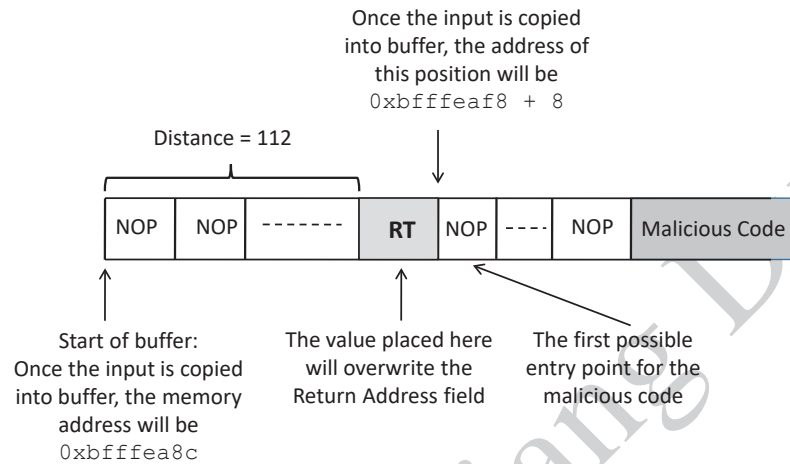 Once the input is copied
into buffer, the address of
this position will be
0xbfffeaf8 + 8
Distance = 112
NOP NOP RT NOP NOP Malicious Code
Start of buffer:
Once the input is copied
into buffer, the memory
address will be
0xbfffea8c
The value placed here
will overwrite the
Return Address field
The first possible
entry point for the
malicious code